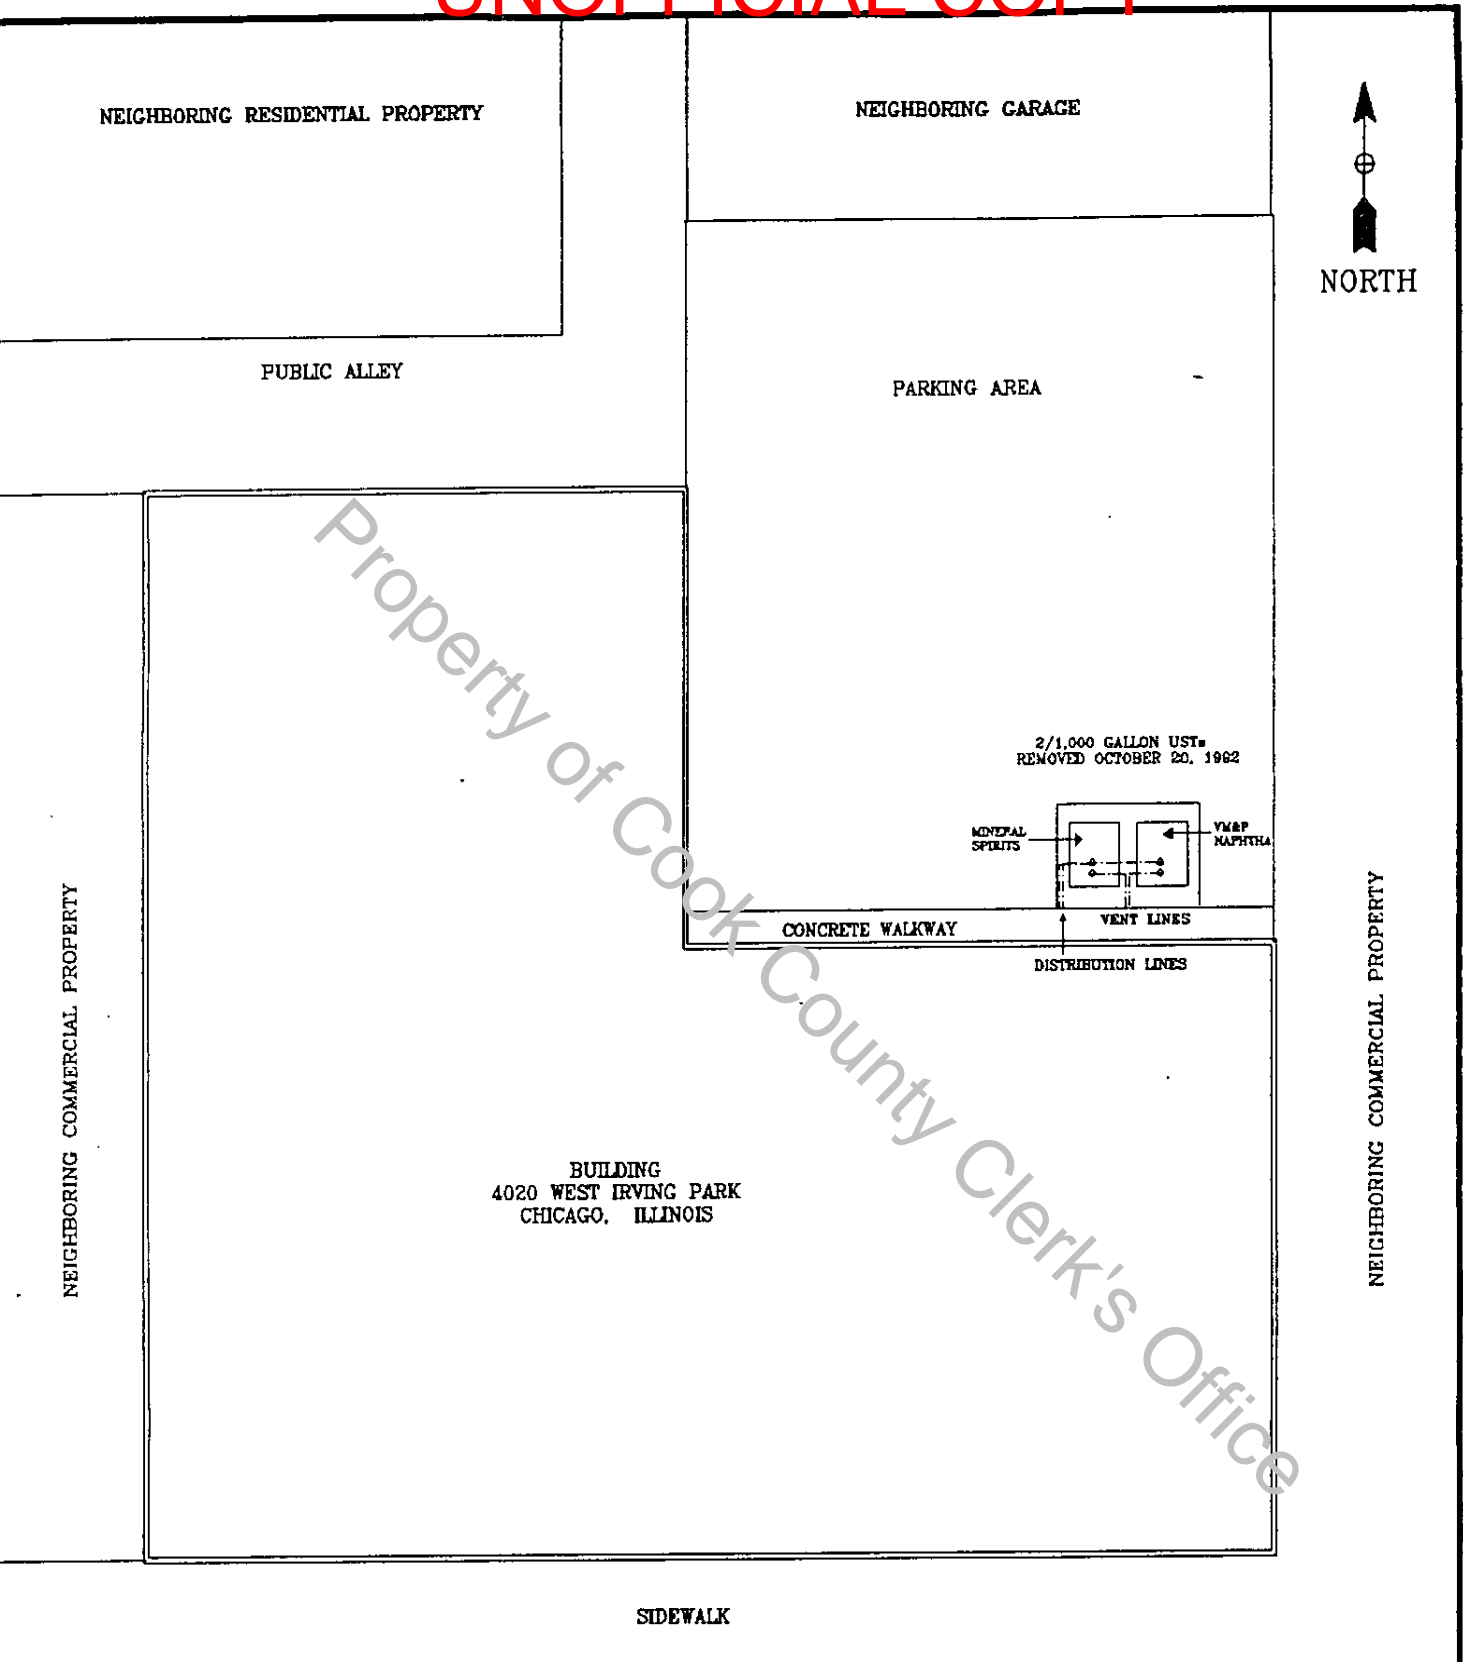 UNOFFICIAL COPY
NEIGHBORING RESIDENTIAL PROPERTY
NEIGHBORING GARAGE
NORTH
PUBLIC ALLEY
PARKING AREA
2/1,000 GALLON USTs
REMOVED OCTOBER 20, 1992
MINERAL
SPIRITS
VM&P
NAPHTHA
VENT LINES
CONCRETE WALKWAY
DISTRIBUTION LINES
NEIGHBORING COMMERCIAL PROPERTY
NEIGHBORING COMMERCIAL PROPERTY
BUILDING
4020 WEST IRVING PARK
CHICAGO, ILLINOIS
SIDEWALK
Property of Cook County Clerk's Office